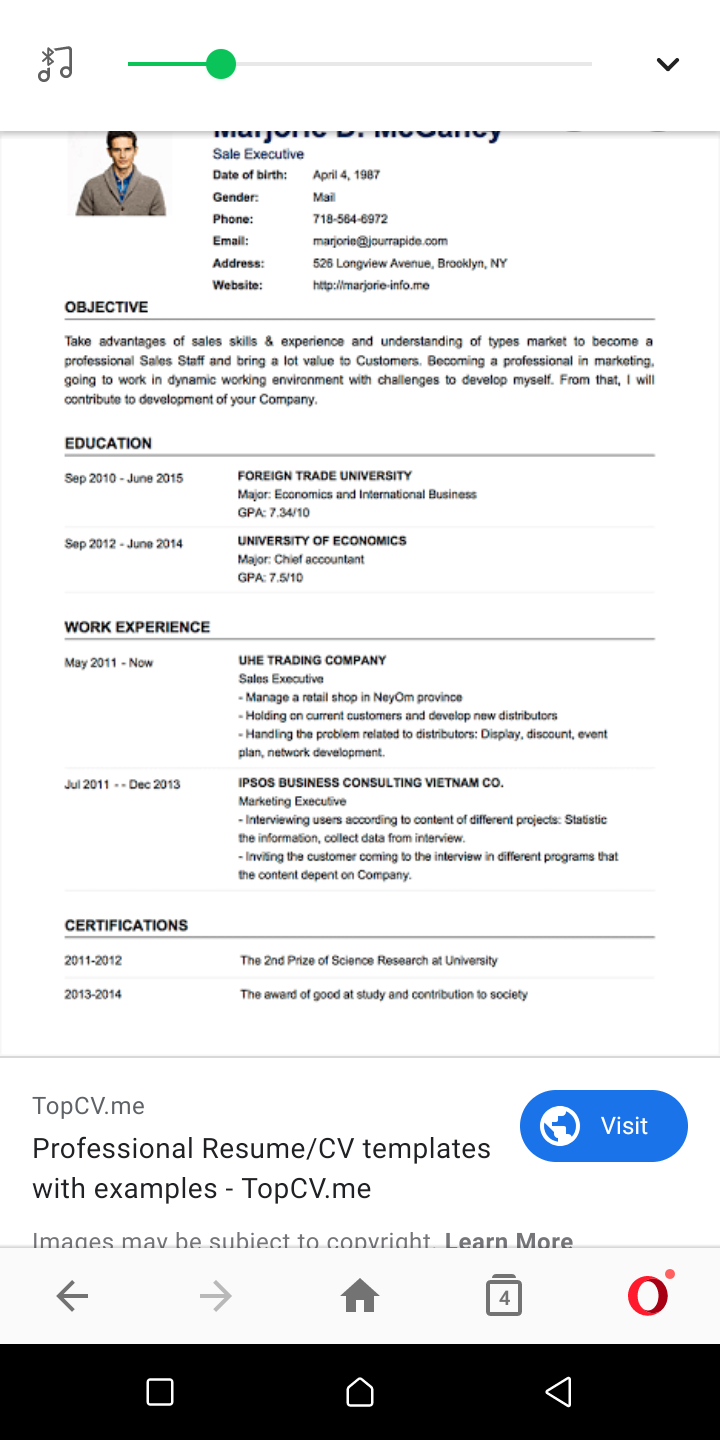 Marjorie D. McGahey
Sale Executive
Date of birth: April 4, 1987
Gender: Mail
Phone: 718-564-6972
Email: marjorie@jourrapide.com
Address: 526 Longview Avenue, Brooklyn, NY
Website: http://marjorie-info.me
OBJECTIVE
Take advantages of sales skills & experience and understanding of types market to become a
professional Sales Staff and bring a lot value to Customers. Becoming a professional in marketing,
going to work in dynamic working environment with challenges to develop myself. From that, I will
contribute to development of your Company.
EDUCATION
Sep 2010 - June 2015 FOREIGN TRADE UNIVERSITY
Major: Economics and International Business
GPA: 7.34/10
Sep 2012 - June 2014 UNIVERSITY OF ECONOMICS
Major: Chief accountant
GPA: 7.5/10
WORK EXPERIENCE
May 2011 - Now UHE TRADING COMPANY
Sales Executive
- Manage a retail shop in NeyOm province
- Holding on current customers and develop new distributors
- Handling the problem related to distributors: Display, discount, event
plan, network development.
Jul 2011 - - Dec 2013 IPSOS BUSINESS CONSULTING VIETNAM CO.
Marketing Executive
- Interviewing users according to content of different projects: Statistic
the information, collect data from interview.
- Inviting the customer coming to the interview in different programs that
the content depent on Company.
CERTIFICATIONS
2011-2012 The 2nd Prize of Science Research at University
2013-2014 The award of good at study and contribution to society
TopCV.me
Professional Resume/CV templates
with examples - TopCV.me
Visit
Images may be subject to copyright. Learn More
4